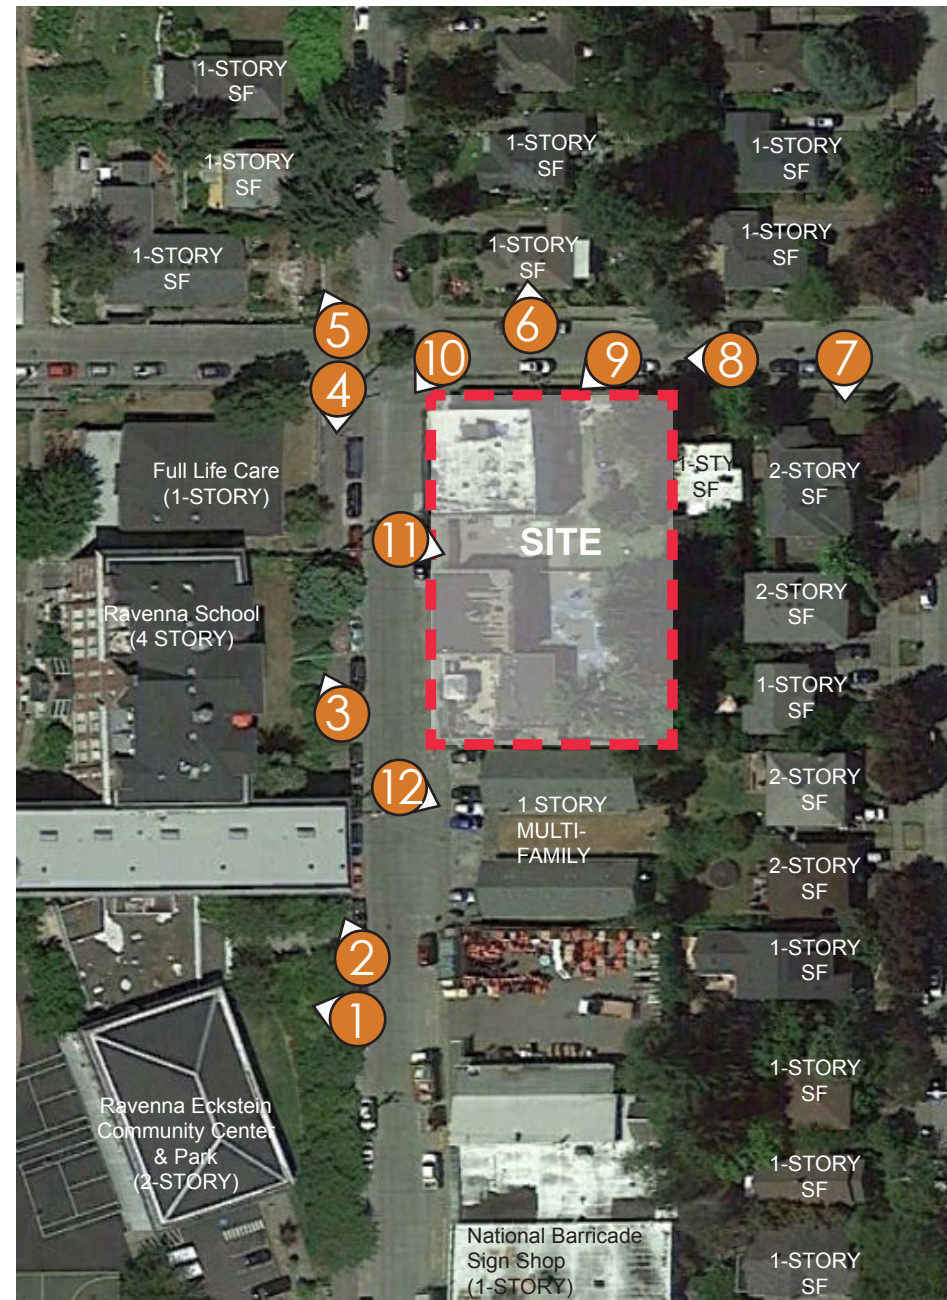 1-STORY
SF
1-STORY
SF
1-STORY
SF
1-STORY
SF
1-STORY
SF
1-STORY
SF
1-STORY
SF
5
6
10
9
8
7
4
Full Life Care
(1-STORY)
1-STY
SF
2-STORY
SF
11
SITE
Ravenna School
(4 STORY)
2-STORY
SF
3
1-STORY
SF
12
1 STORY
MULTI-
FAMILY
2-STORY
SF
2-STORY
SF
2
1-STORY
SF
1
Ravenna Eckstein
Community Center
& Park
(2-STORY)
1-STORY
SF
1-STORY
SF
National Barricade
Sign Shop
(1-STORY)
1-STORY
SF